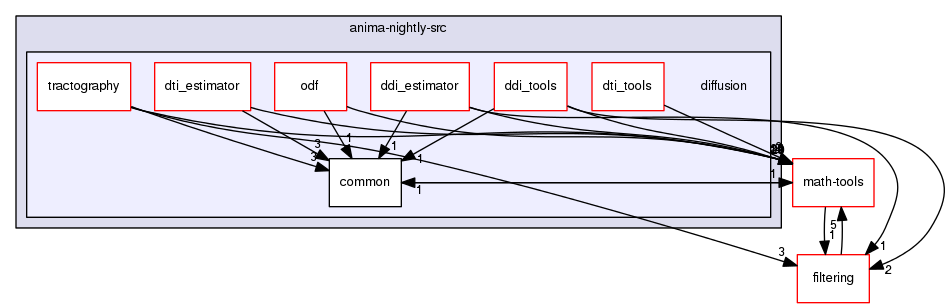 anima-nightly-src
tractography
dti_estimator
odf
ddi_estimator
ddi_tools
dti_tools
diffusion
3
3
1
1
1
common
1
1
math-tools
5
1
3
1
2
filtering